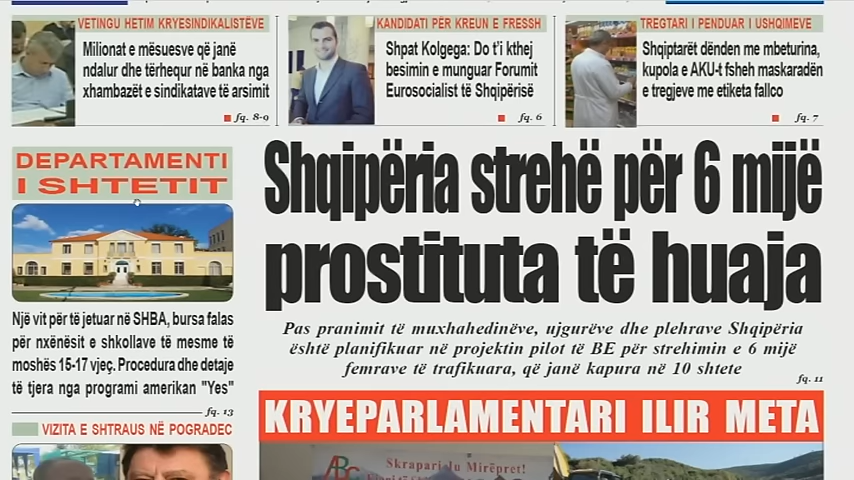 VETINGU HETIM KRYESINDIKALISTËVE
Milionat e mësuesve që janë
ndalur dhe tërhequr në banka nga
xhambazët e sindikatave të arsimit
fq. 8-9
KANDIDATI PËR KREUN E FRESSH
Shpat Kolgega: Do t'i kthej
besimin e munguar Forumit
Eurosocialist të Shqipërisë
fq. 6
TREGTARI I PENDUAR I USHQIMEVE
Shqiptarët dënden me mbeturina,
kupola e AKU-t fsheh maskaradën
e tregjeve me etiketa fallco
fq. 7
DEPARTAMENTI
I SHTETIT
Një vit për të jetuar në SHBA, bursa falas
për nxënësit e shkollave të mesme të
moshës 15-17 vjeç. Procedura dhe detaje
të tjera nga programi amerikan "Yes"
fq. 13
VIZITA E SHTRAUS NË POGRADEC
Shqipëria strehë për 6 mijë
prostituta të huaja
Pas pranimit të muxhahedinëve, ujgurëve dhe plehrave Shqipëria
është planifikuar në projektin pilot të BE për strehimin e 6 mijë
femrave të trafikuara, që janë kapura në 10 shtete
fq. 11
KRYEPARLAMENTARI ILIR META
ABC
Skrapari Ju Mirëpret!